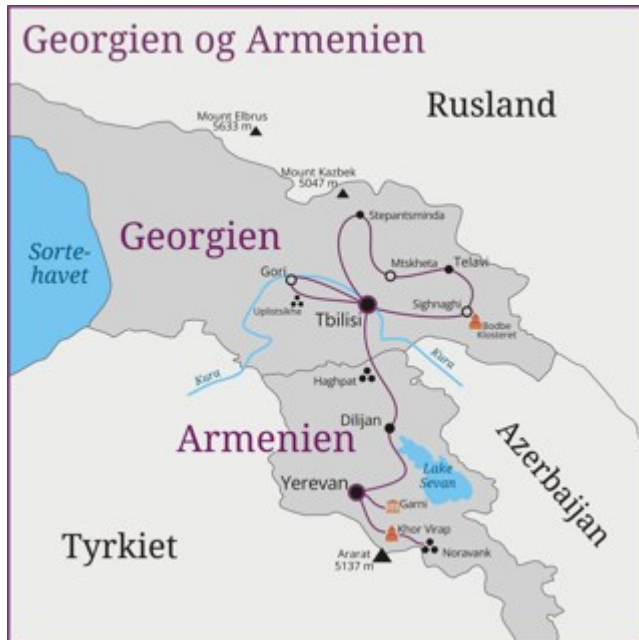 Georgien og Armenien
Rusland
Mount Elbrus
5633 m
Mount Kazbek
5047 m
Stepantsminda
Georgien
Sorte-
havet
Gori
Mtskheta
Telavi
Uplistsikhe
Tbilisi
Sighnaghi
Bodbe
Klosteret
Kura
Kura
Haghpat
Armenien
Dilijan
Azerbaijan
Lake
Sevan
Yerevan
Garni
Tyrkiet
Khor Virap
Noravank
Ararat
5137 m